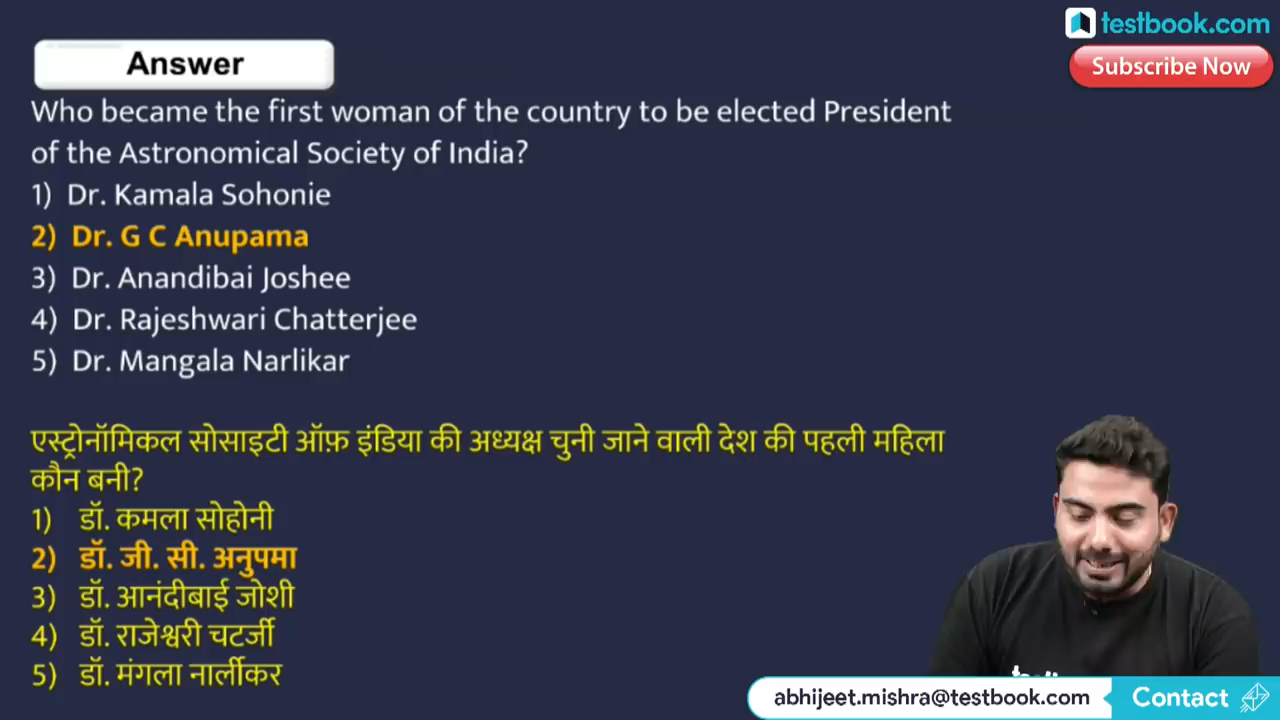 testbook.com
Subscribe Now
Answer
Who became the first woman of the country to be elected President
of the Astronomical Society of India?
1) Dr. Kamala Sohonie
2) Dr. G C Anupama
3) Dr. Anandibai Joshee
4) Dr. Rajeshwari Chatterjee
5) Dr. Mangala Narlikar
एस्ट्रोनॉमिकल सोसाइटी ऑफ़ इंडिया की अध्यक्ष चुनी जाने वाली देश की पहली महिला
कौन बनी?
1) डॉ. कमला सोहोनी
2) डॉ. जी. सी. अनुपमा
3) डॉ. आनंदीबाई जोशी
4) डॉ. राजेश्वरी चटर्जी
5) डॉ. मंगला नार्लीकर
abhijeet.mishra@testbook.com
Contact